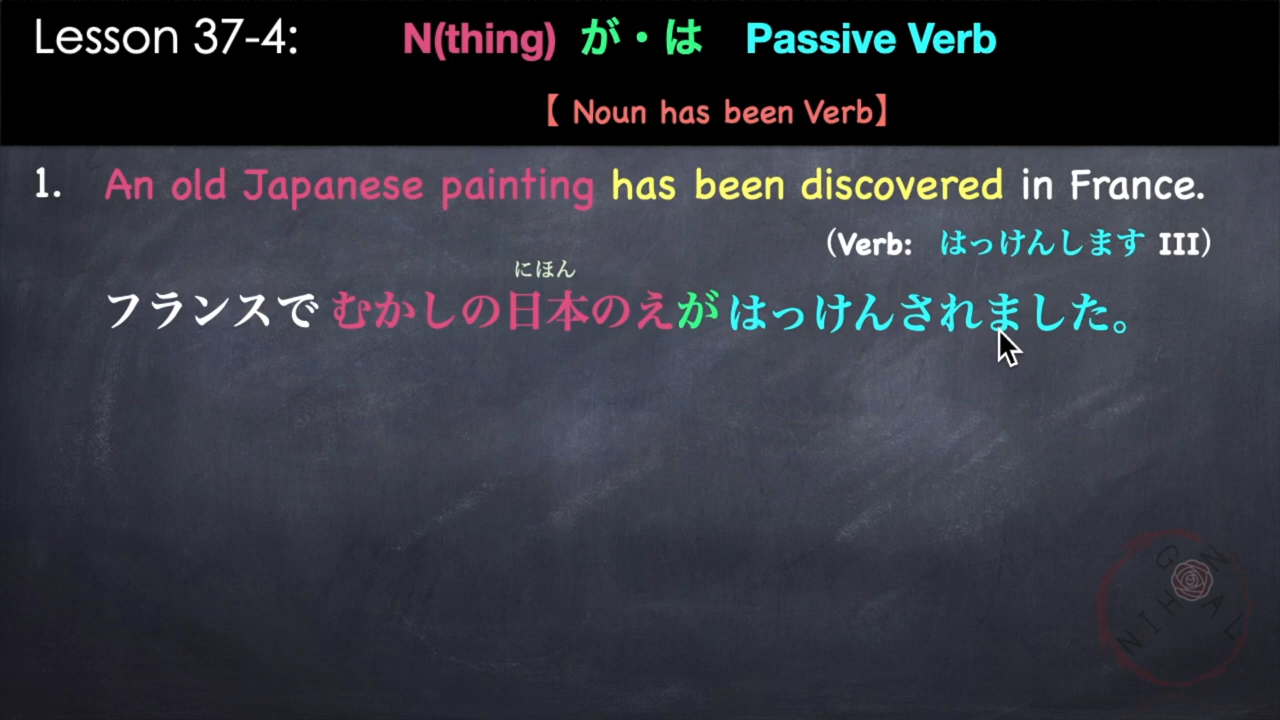 Lesson 37-4: N(thing) が・は Passive Verb
【 Noun has been Verb】
1. An old Japanese painting has been discovered in France.
(Verb: はっけんします III)
にほん
フランスで むかしの日本のえが はっけんされました。
NIHONGOAL